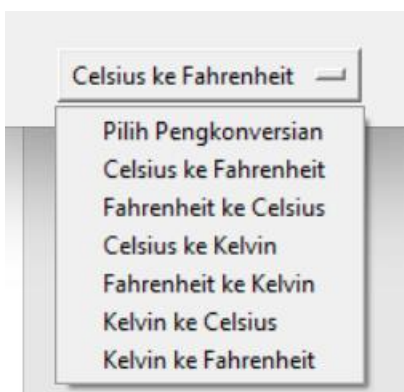 Celsius ke Fahrenheit
Pilih Pengkonversian
Celsius ke Fahrenheit
Fahrenheit ke Celsius
Celsius ke Kelvin
Fahrenheit ke Kelvin
Kelvin ke Celsius
Kelvin ke Fahrenheit